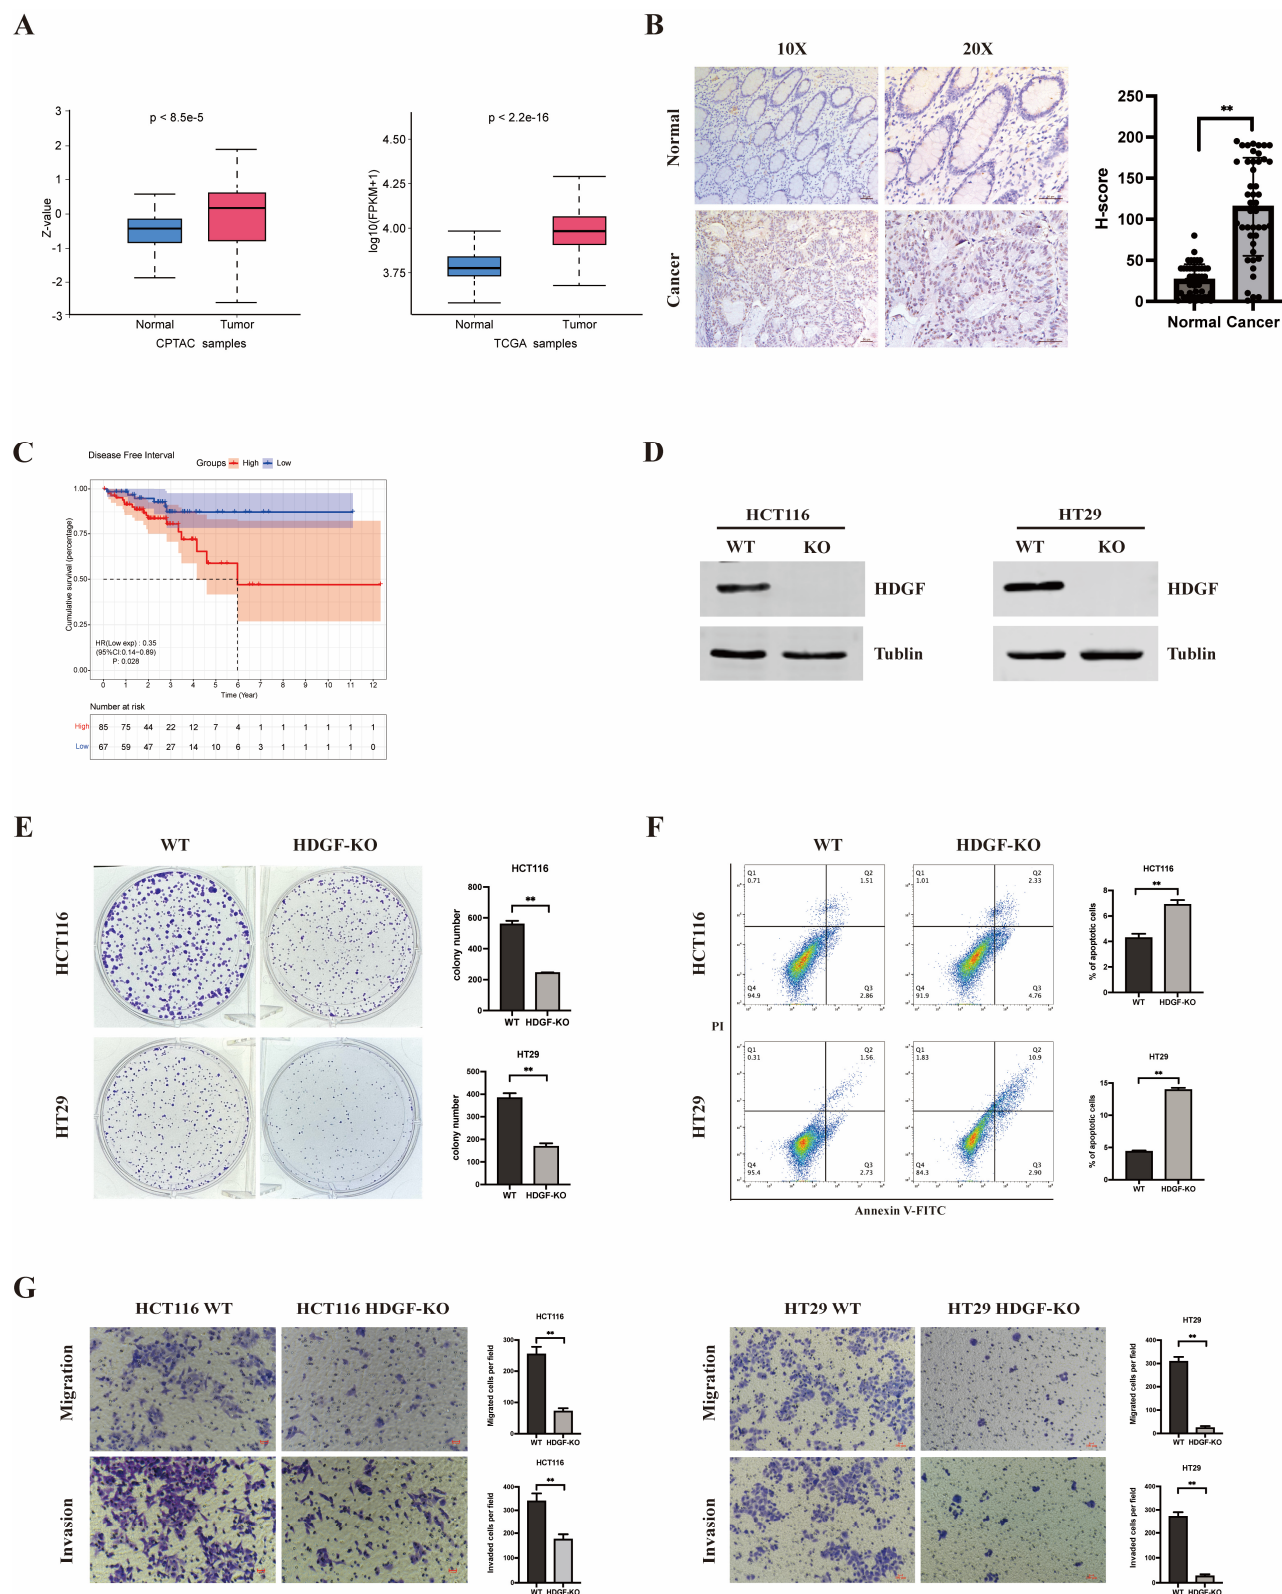 A
p < 8.5e-5
Z-value
3
2
1
0
-1
-2
-3
Normal
Tumor
CPTAC samples
p < 2.2e-16
log10(FPKM+1)
4.50
4.25
4.00
3.75
Normal
Tumor
TCGA samples
B
10X
20X
Normal
Cancer
H-score
250
200
150
100
50
0
**
Normal Cancer
C
Disease Free Interval
Groups High Low
Cumulative survival (percentage)
1.00
0.75
0.50
0.25
0.00
HR(Low exp) : 0.35
(95%CI:0.14−0.89)
P: 0.028
0 1 2 3 4 5 6 7 8 9 10 11 12
Time (Year)
Number at risk
High 85 75 44 22 12 7 4 1 1 1 1 1 1
Low 67 59 47 27 14 10 6 3 1 1 1 1 0
D
HCT116
WT KO
HDGF
Tublin
HT29
WT KO
HDGF
Tublin
E
WT
HDGF-KO
HCT116
HT29
HCT116
colony number
800
600
400
200
0
**
WT HDGF-KO
HT29
colony number
500
400
300
200
100
0
**
WT HDGF-KO
F
WT
HDGF-KO
HCT116
HT29
PI
Annexin V-FITC
Q1
0.71
Q2
1.51
Q4
94.9
Q3
2.86
Q1
1.01
Q2
2.33
Q4
91.9
Q3
4.76
Q1
0.31
Q2
1.56
Q4
95.4
Q3
2.73
Q1
1.83
Q2
10.9
Q4
84.3
Q3
2.90
HCT116
% of apoptotic cells
8
6
4
2
0
**
WT HDGF-KO
HT29
% of apoptotic cells
15
10
5
0
**
WT HDGF-KO
G
HCT116 WT
HCT116 HDGF-KO
Migration
Invasion
HCT116
Migrated cells per field
300
200
100
0
**
WT HDGF-KO
HCT116
Invaded cells per field
400
300
200
100
0
**
WT HDGF-KO
HT29 WT
HT29 HDGF-KO
Migration
Invasion
HT29
Migrated cells per field
400
300
200
100
0
**
WT HDGF-KO
HT29
Invaded cells per field
400
300
200
100
0
**
WT HDGF-KO